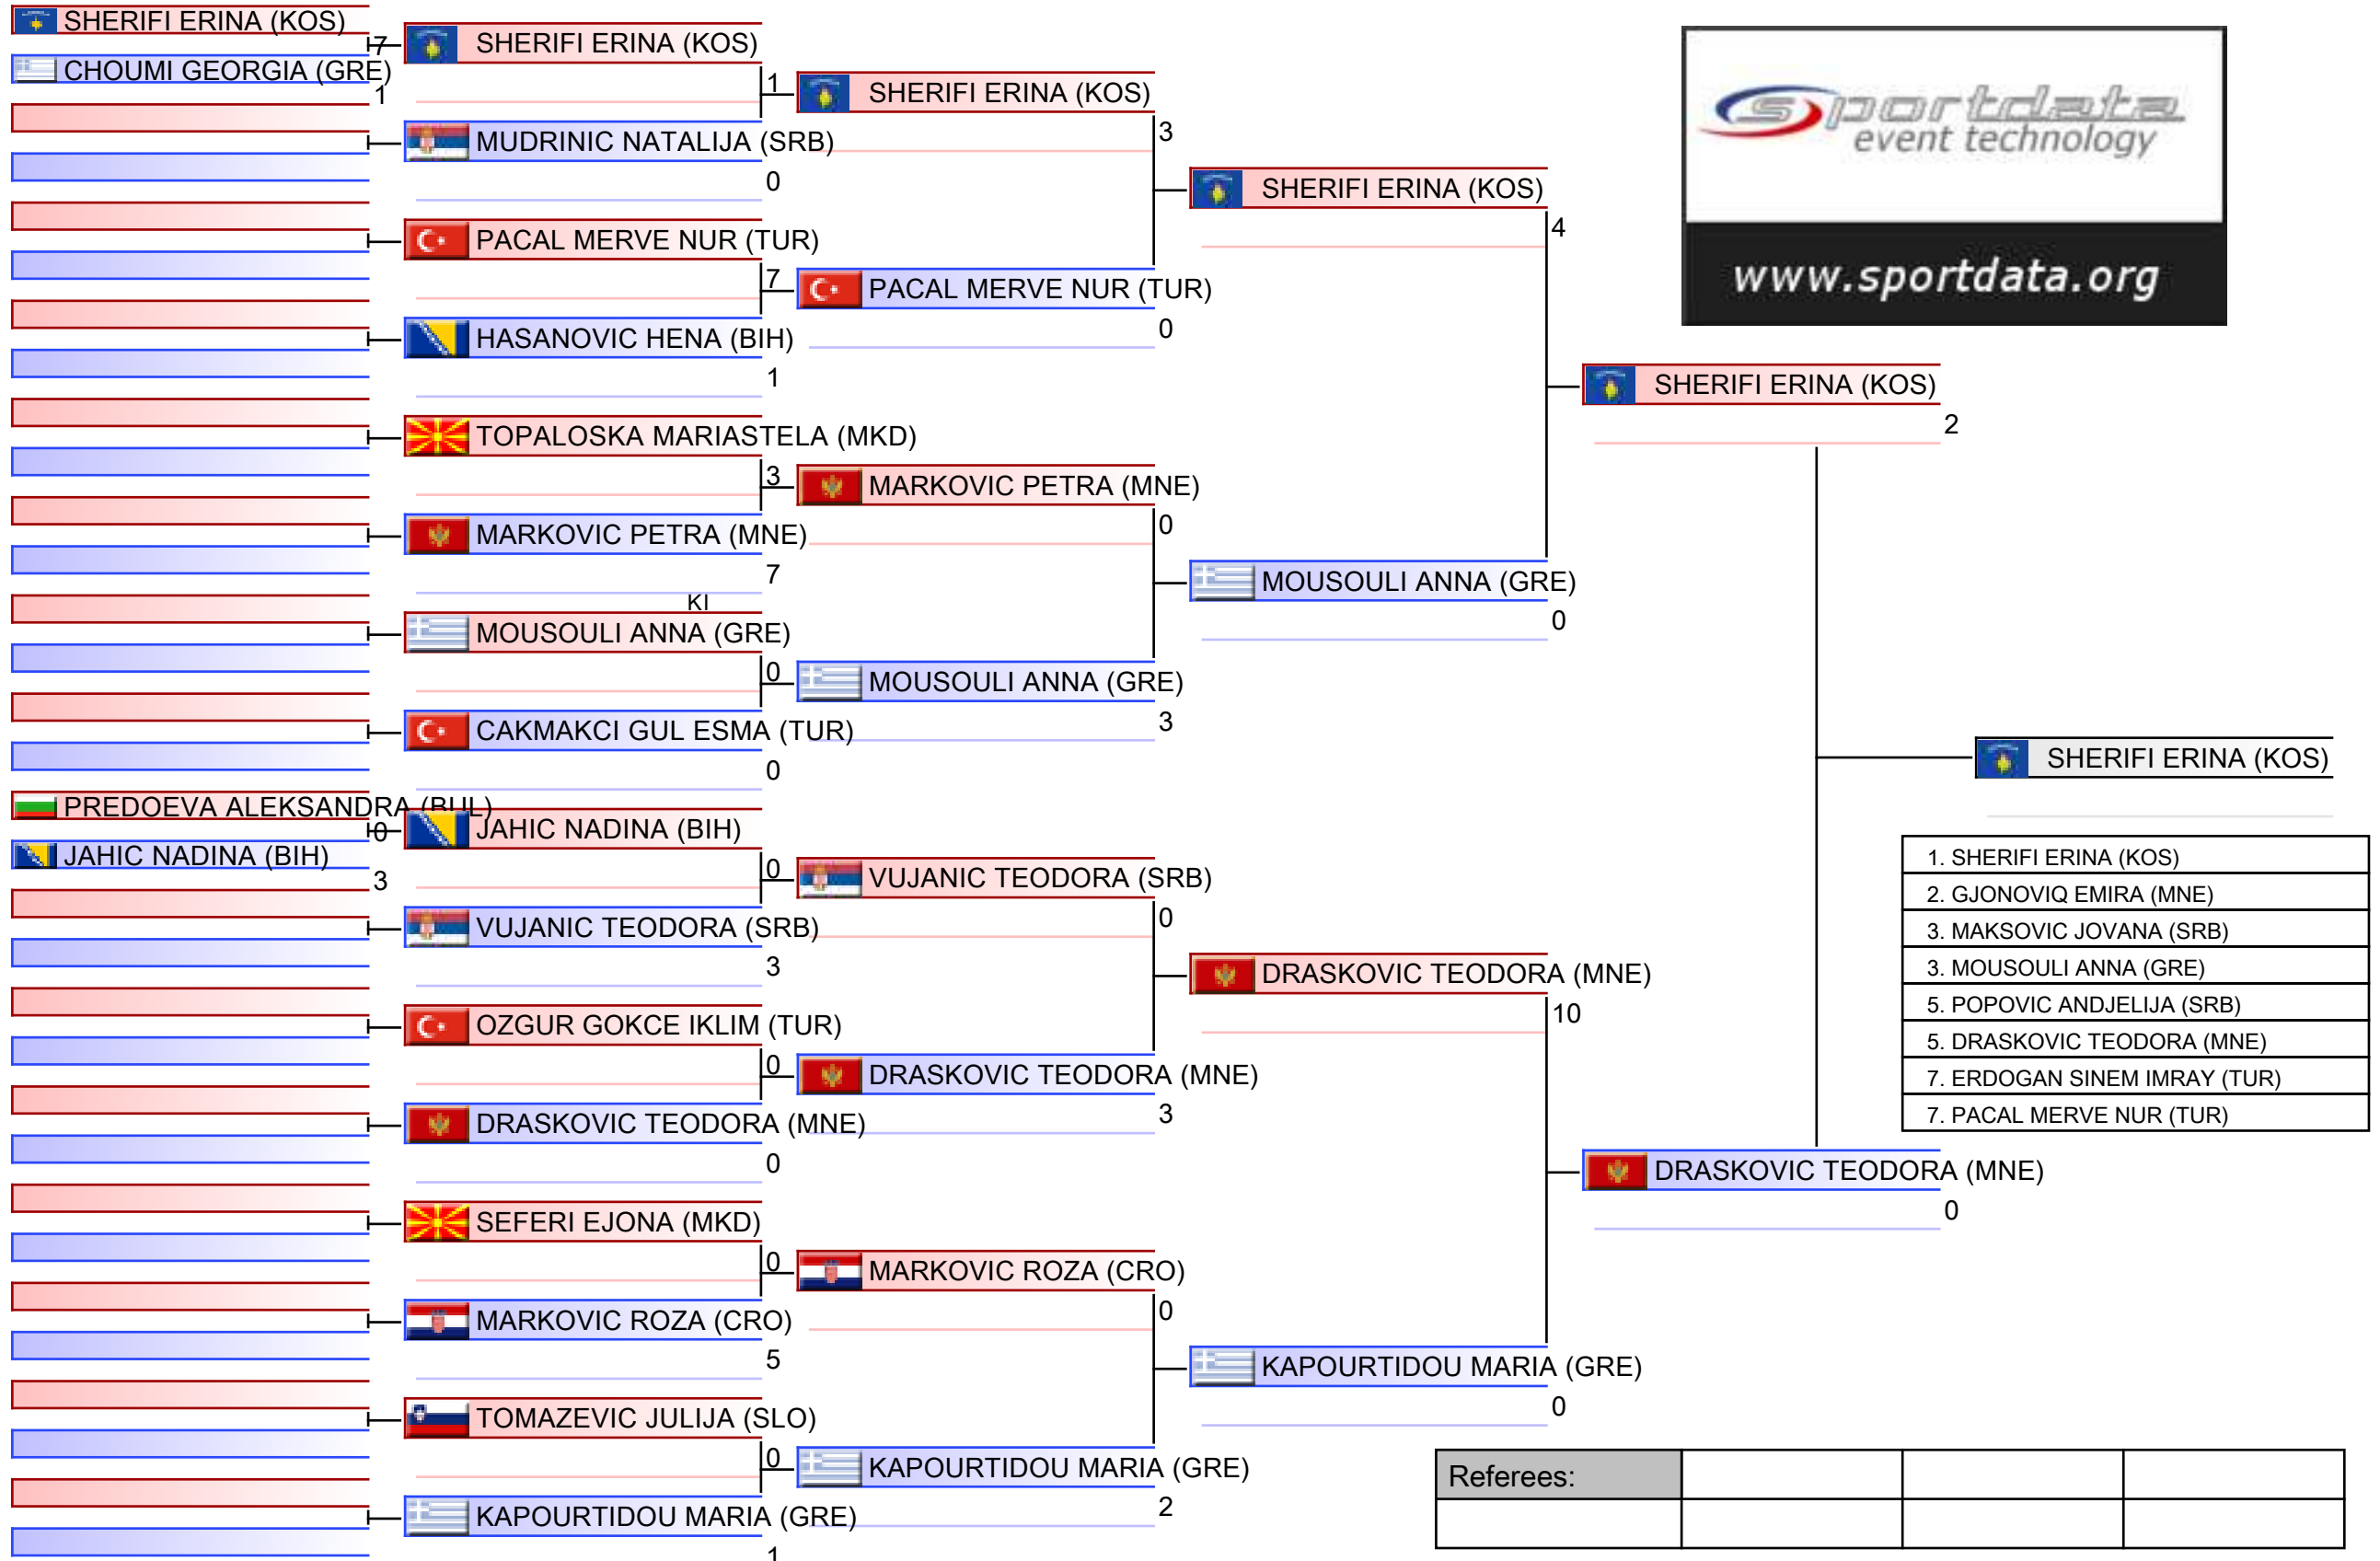 SHERIFI ERINA (KOS)
7
CHOUMI GEORGIA (GRE)
1
PREDOEVA ALEKSANDRA (BUL)
0
JAHIC NADINA (BIH)
3
SHERIFI ERINA (KOS)
1
MUDRINIC NATALIJA (SRB)
0
PACAL MERVE NUR (TUR)
7
HASANOVIC HENA (BIH)
1
TOPALOSKA MARIASTELA (MKD)
3
MARKOVIC PETRA (MNE)
7
KI
MOUSOULI ANNA (GRE)
0
CAKMAKCI GUL ESMA (TUR)
0
JAHIC NADINA (BIH)
0
VUJANIC TEODORA (SRB)
3
OZGUR GOKCE IKLIM (TUR)
0
DRASKOVIC TEODORA (MNE)
0
SEFERI EJONA (MKD)
0
MARKOVIC ROZA (CRO)
5
TOMAZEVIC JULIJA (SLO)
0
KAPOURTIDOU MARIA (GRE)
1
SHERIFI ERINA (KOS)
3
PACAL MERVE NUR (TUR)
0
MARKOVIC PETRA (MNE)
0
MOUSOULI ANNA (GRE)
3
VUJANIC TEODORA (SRB)
0
DRASKOVIC TEODORA (MNE)
3
MARKOVIC ROZA (CRO)
0
KAPOURTIDOU MARIA (GRE)
2
SHERIFI ERINA (KOS)
4
MOUSOULI ANNA (GRE)
0
DRASKOVIC TEODORA (MNE)
10
KAPOURTIDOU MARIA (GRE)
0
SHERIFI ERINA (KOS)
2
DRASKOVIC TEODORA (MNE)
0
SHERIFI ERINA (KOS)
sportdata
event technology
www.sportdata.org
1. SHERIFI ERINA (KOS)
2. GJONOVIQ EMIRA (MNE)
3. MAKSOVIC JOVANA (SRB)
3. MOUSOULI ANNA (GRE)
5. POPOVIC ANDJELIJA (SRB)
5. DRASKOVIC TEODORA (MNE)
7. ERDOGAN SINEM IMRAY (TUR)
7. PACAL MERVE NUR (TUR)
Referees: